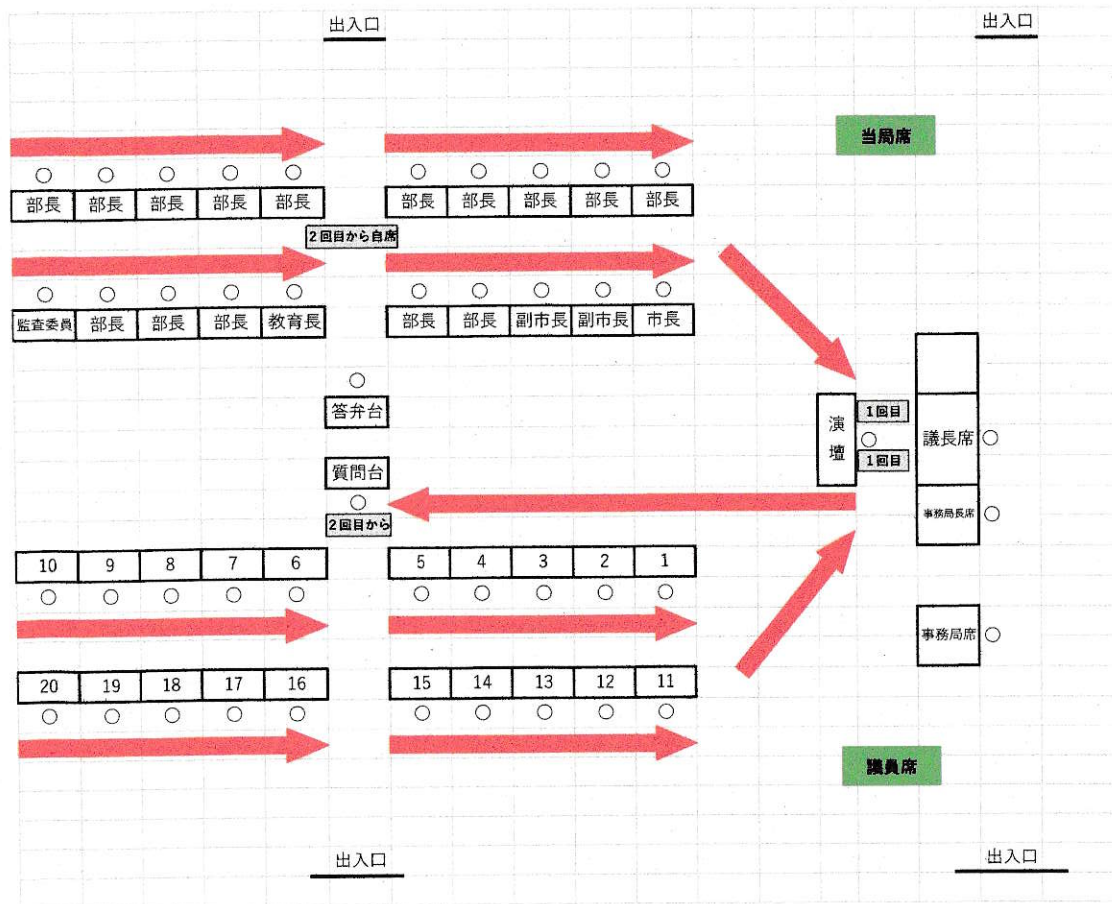 出入口 出入口
当局席
部長 部長 部長 部長 部長 部長 部長 部長 部長 部長
2回目から自席
監査委員 部長 部長 部長 教育長 部長 部長 副市長 副市長 市長
答弁台
演壇
1回目
議長席
1回目
質問台
2回目から
事務局長席
10 9 8 7 6 5 4 3 2 1
事務局席
20 19 18 17 16 15 14 13 12 11
議員席
出入口 出入口